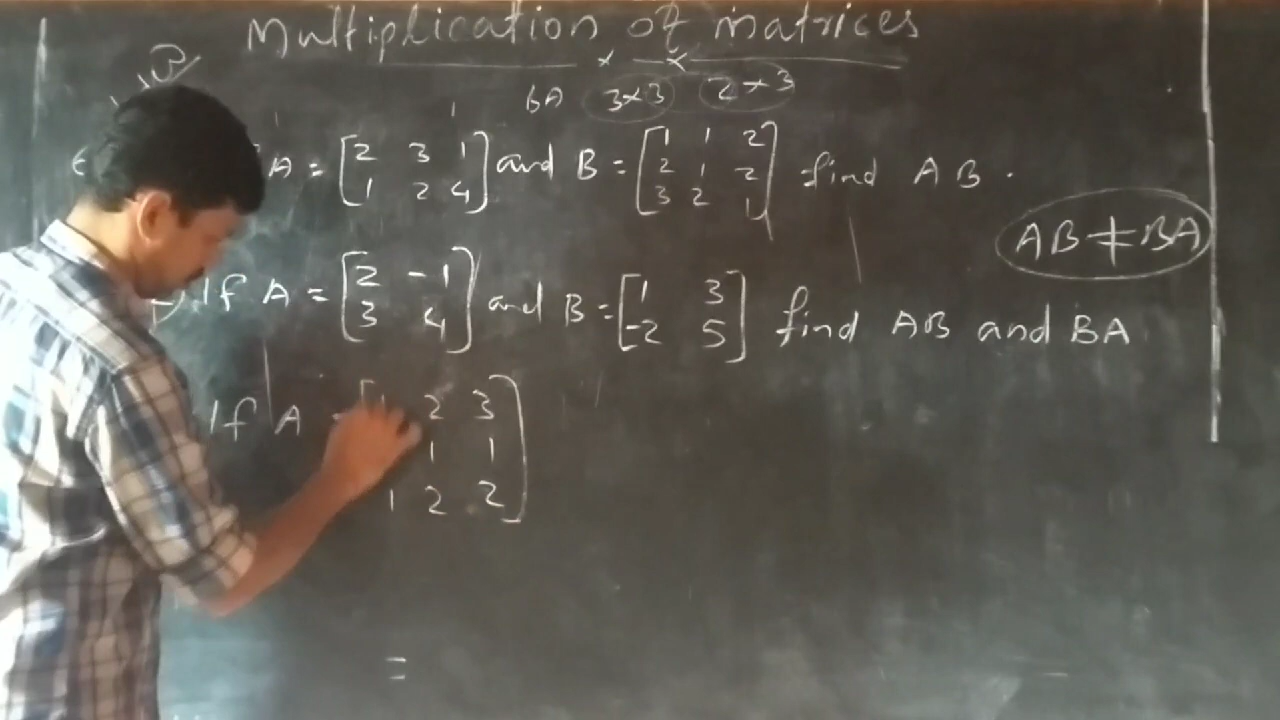 Multiplication of matrices
BA 3×3 2×3
A = [2 3 1 and B = [1 1 2 find AB.
1 2 4] 2 1 2
3 2 1]
AB ≠ BA
If A = [2 -1 and B = [1 3 find AB and BA
3 4] -2 5]
If A = [1 2 3
1 1
1 2 2]
=